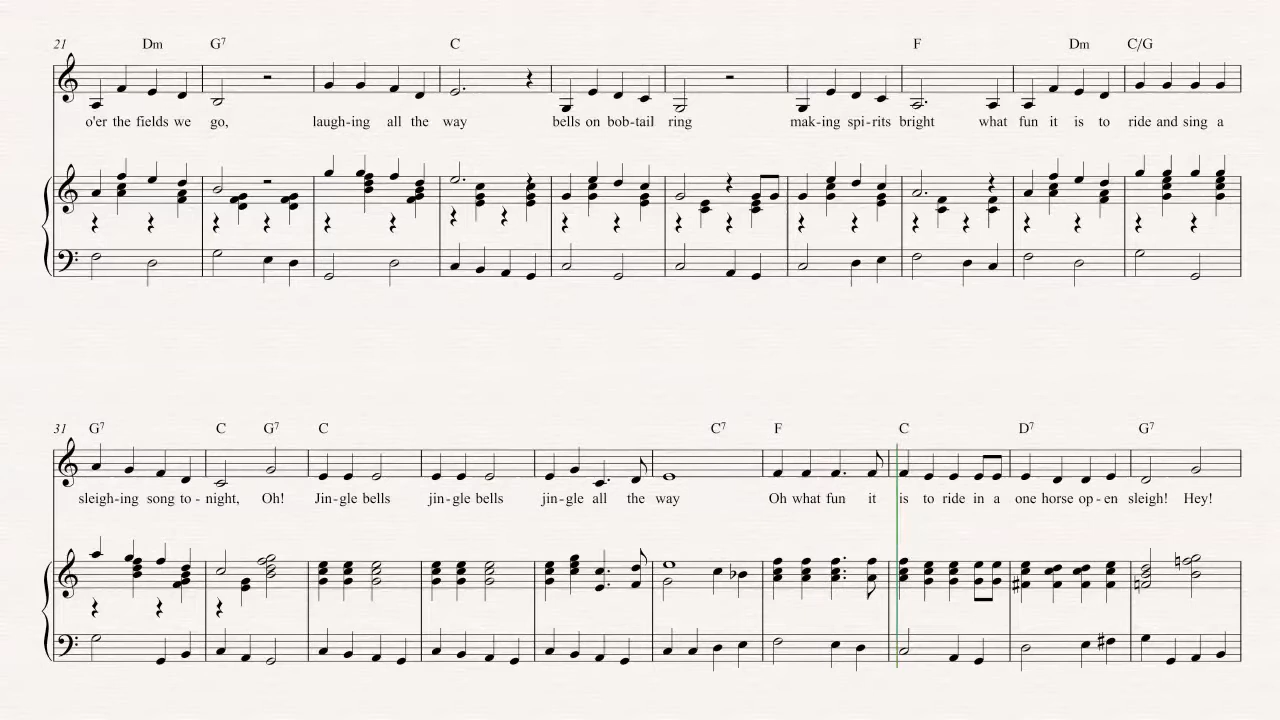 21 Dm G7 C F Dm C/G
o'er the fields we go, laugh-ing all the way bells on bob-tail ring mak-ing spi-rits bright what fun it is to ride and sing a
31 G7 C G7 C C7 F C D7 G7
sleigh-ing song to-night, Oh! Jin-gle bells jin-gle bells jin-gle all the way Oh what fun it is to ride in a one horse op-en sleigh! Hey!